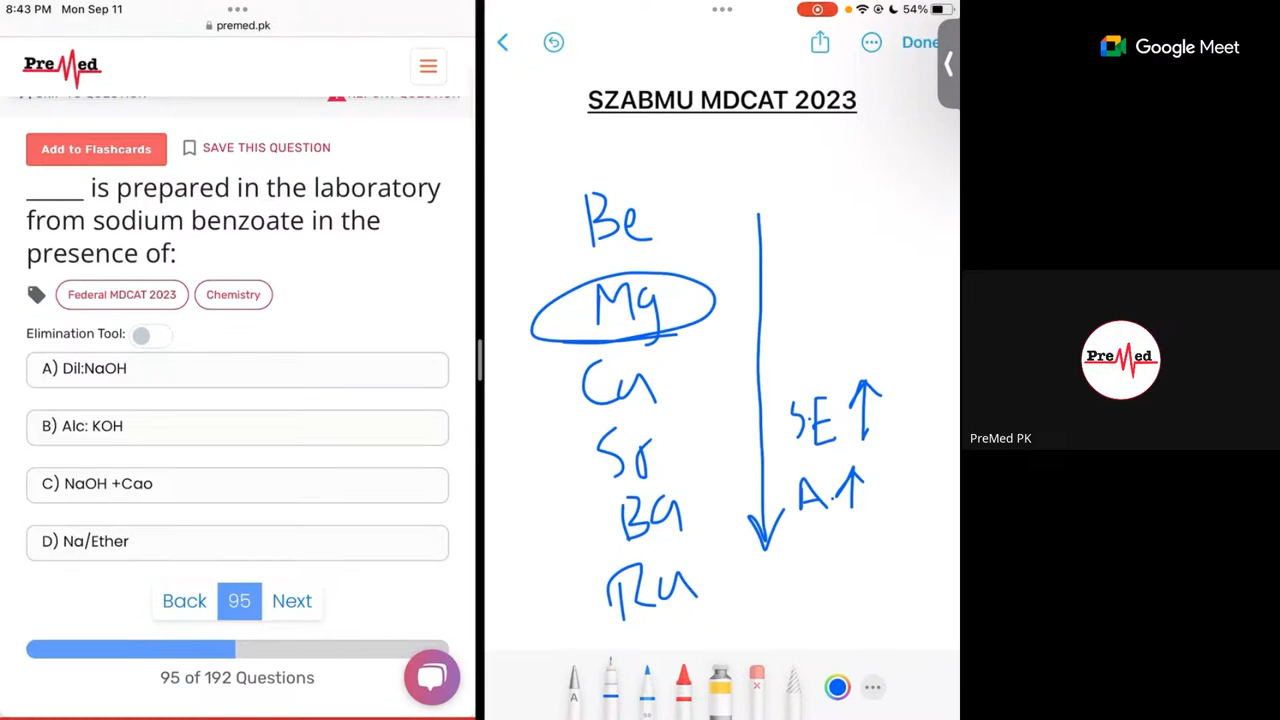 8:43 PM Mon Sep 11
premed.pk
PreMed
REPORT QUESTION
Add to Flashcards
SAVE THIS QUESTION
_____ is prepared in the laboratory
from sodium benzoate in the
presence of:
Federal MDCAT 2023
Chemistry
Elimination Tool:
A) Dil:NaOH
B) Alc: KOH
C) NaOH +Cao
D) Na/Ether
Back 95 Next
95 of 192 Questions
54%
Done
SZABMU MDCAT 2023
Be
Mg
Ca
Sr
Ba
Ra
S.E ↑
A. ↑
Google Meet
PreMed
PreMed PK